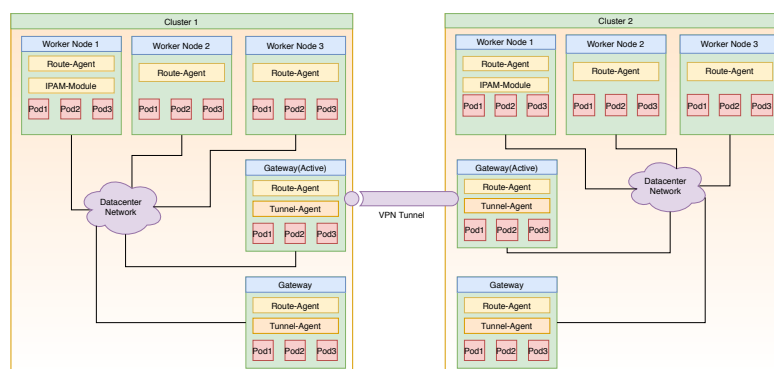 Cluster 1
Worker Node 1
Route-Agent
IPAM-Module
Pod1 Pod2 Pod3
Worker Node 2
Route-Agent
Pod1 Pod2 Pod3
Worker Node 3
Route-Agent
Pod1 Pod2 Pod3
Datacenter
Network
Gateway(Active)
Route-Agent
Tunnel-Agent
Pod1 Pod2 Pod3
Gateway
Route-Agent
Tunnel-Agent
Pod1 Pod2 Pod3
VPN Tunnel
Cluster 2
Worker Node 1
Route-Agent
IPAM-Module
Pod1 Pod2 Pod3
Worker Node 2
Route-Agent
Pod1 Pod2 Pod3
Worker Node 3
Route-Agent
Pod1 Pod2 Pod3
Gateway(Active)
Route-Agent
Tunnel-Agent
Pod1 Pod2 Pod3
Datacenter
Network
Gateway
Route-Agent
Tunnel-Agent
Pod1 Pod2 Pod3